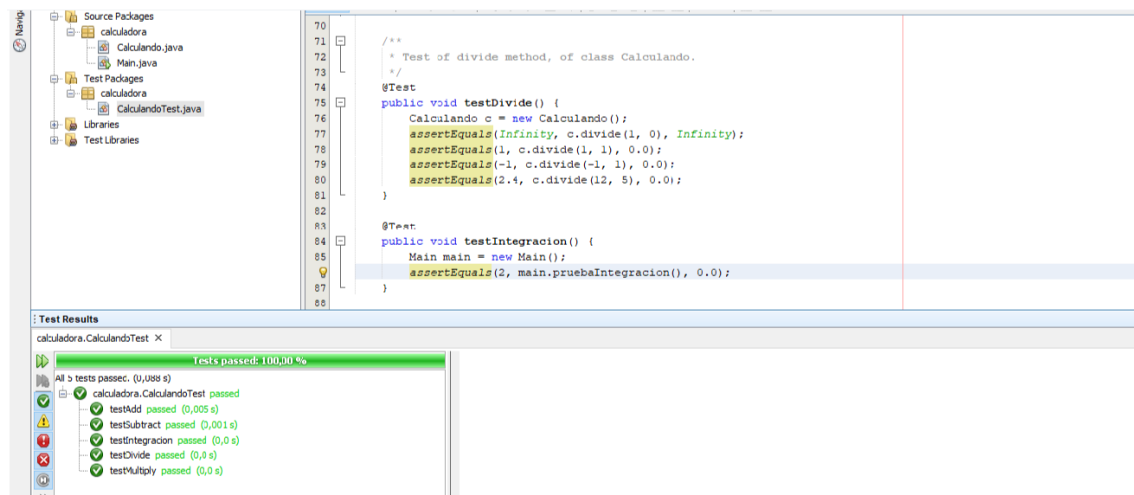 Naviga
Source Packages
calculadora
Calculando.java
Main.java
Test Packages
calculadora
CalculandoTest.java
Libraries
Test Libraries
70
71 /**
72 * Test of divide method, of class Calculando.
73 */
74 @Test
75 public void testDivide() {
76 Calculando c = new Calculando();
77 assertEquals(Infinity, c.divide(1, 0), Infinity);
78 assertEquals(1, c.divide(1, 1), 0.0);
79 assertEquals(-1, c.divide(-1, 1), 0.0);
80 assertEquals(2.4, c.divide(12, 5), 0.0);
81 }
82
83 @Test
84 public void testIntegracion() {
85 Main main = new Main();
assertEquals(2, main.pruebaIntegracion(), 0.0);
87 }
88
Test Results
calculadora.CalculandoTest
Tests passed: 100,00 %
All 5 tests passed. (0,088 s)
calculadora.CalculandoTest passed
testAdd passed (0,005 s)
testSubtract passed (0,001 s)
testIntegracion passed (0,0 s)
testDivide passed (0,0 s)
testMultiply passed (0,0 s)